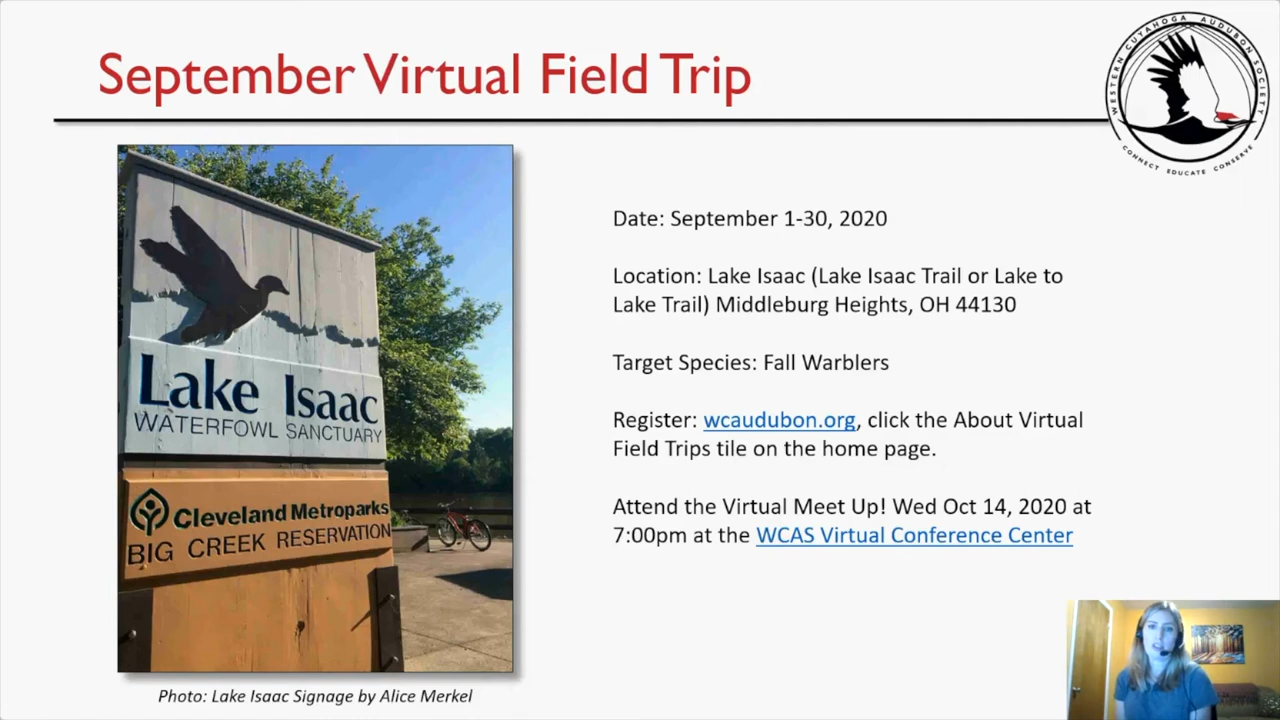 September Virtual Field Trip
WESTERN CUYAHOGA AUDUBON SOCIETY
CONNECT EDUCATE CONSERVE
Lake Isaac
WATERFOWL SANCTUARY
Cleveland Metroparks
BIG CREEK RESERVATION
Photo: Lake Isaac Signage by Alice Merkel
Date: September 1-30, 2020
Location: Lake Isaac (Lake Isaac Trail or Lake to
Lake Trail) Middleburg Heights, OH 44130
Target Species: Fall Warblers
Register: wcaudubon.org, click the About Virtual
Field Trips tile on the home page.
Attend the Virtual Meet Up! Wed Oct 14, 2020 at
7:00pm at the WCAS Virtual Conference Center